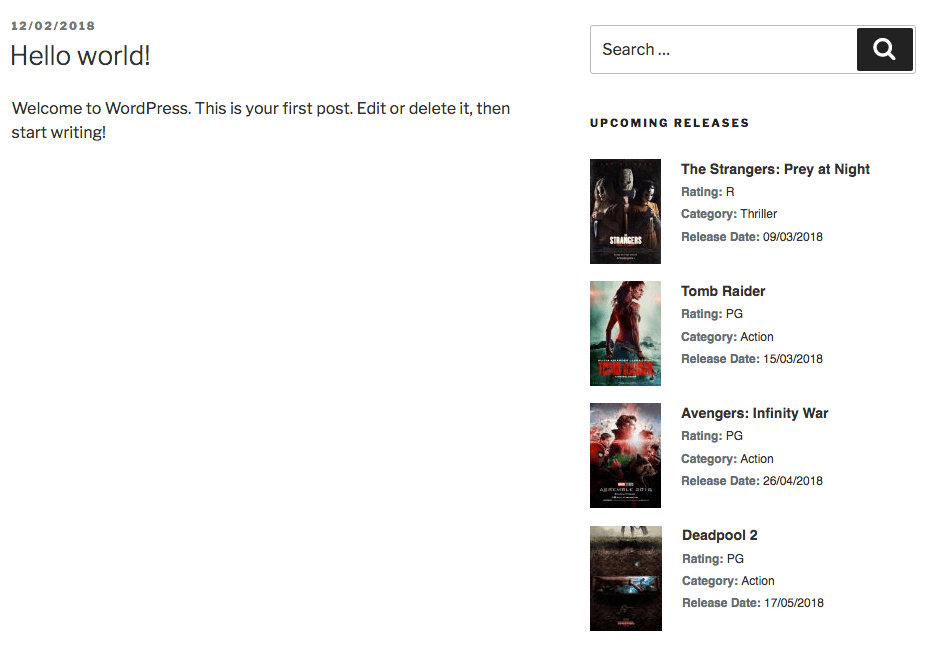 12/02/2018
Hello world!
Welcome to WordPress. This is your first post. Edit or delete it, then
start writing!
Search ...
UPCOMING RELEASES
The Strangers: Prey at Night
Rating: R
Category: Thriller
Release Date: 09/03/2018
STRANGERS
Tomb Raider
Rating: PG
Category: Action
Release Date: 15/03/2018
TOMB RAIDER
Avengers: Infinity War
Rating: PG
Category: Action
Release Date: 26/04/2018
Deadpool 2
Rating: PG
Category: Action
Release Date: 17/05/2018